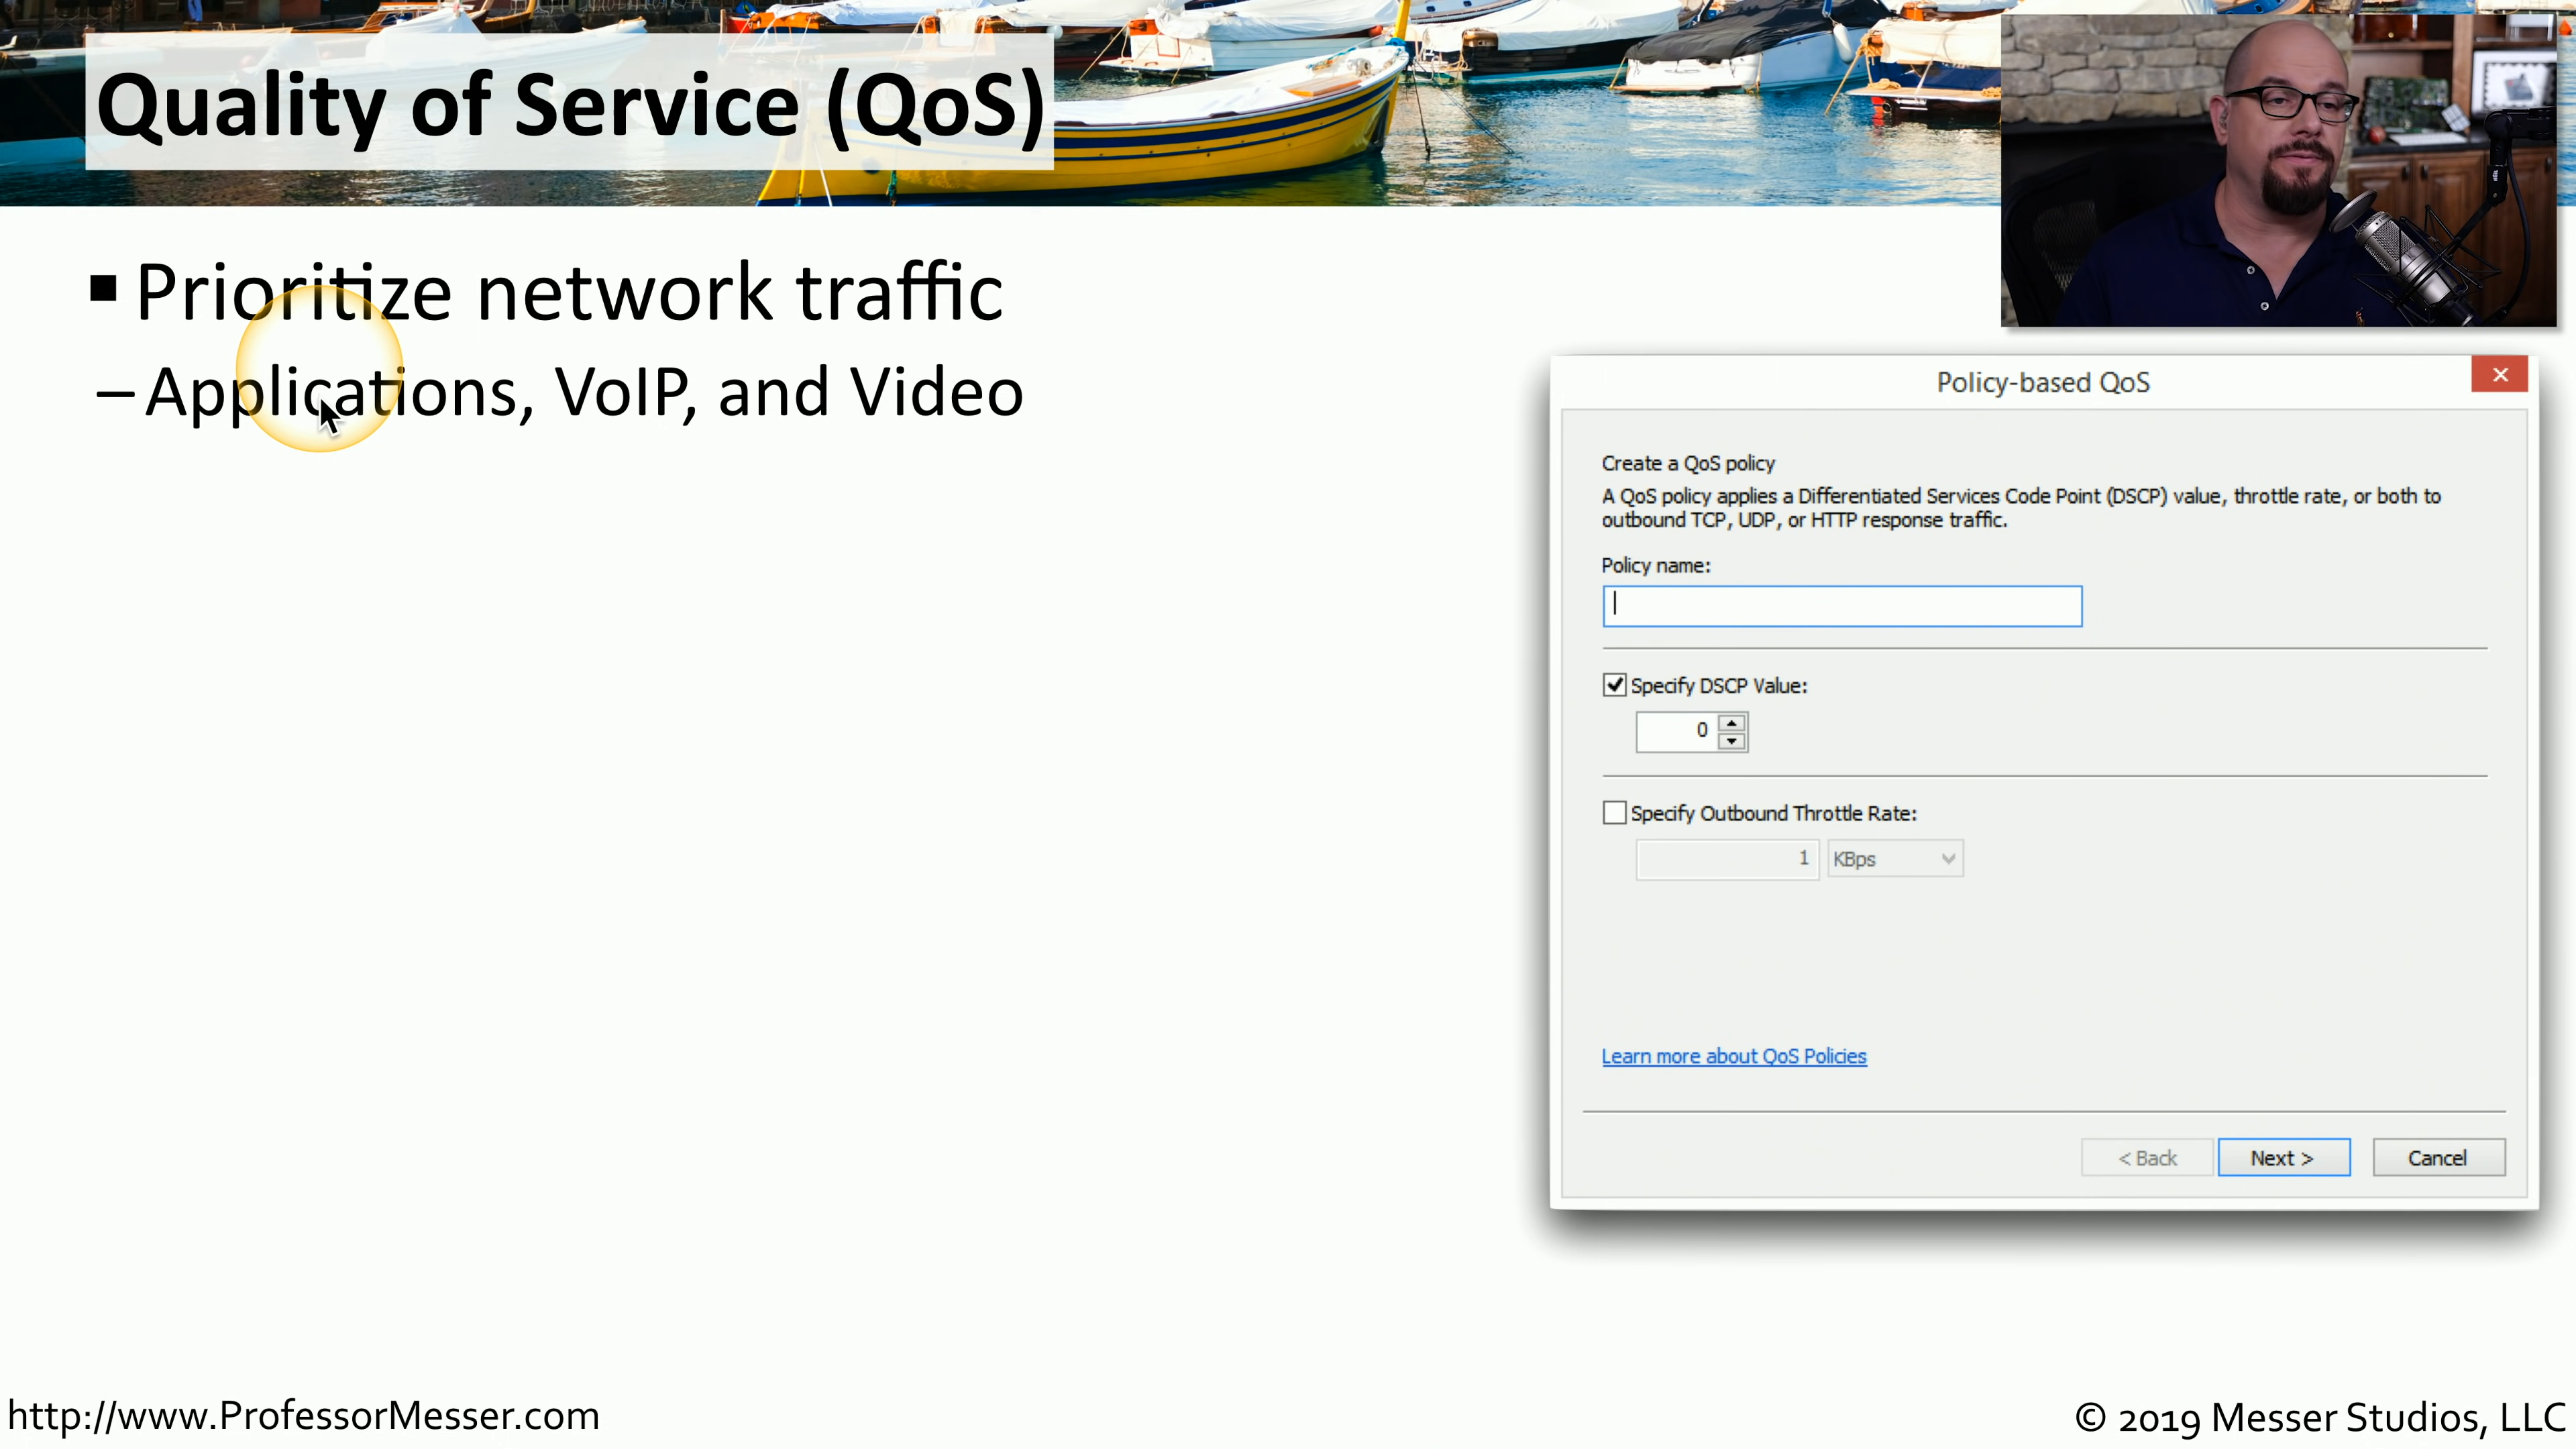 Quality of Service (QoS)
▪ Prioritize network traffic
– Applications, VoIP, and Video
Policy-based QoS
Create a QoS policy
A QoS policy applies a Differentiated Services Code Point (DSCP) value, throttle rate, or both to
outbound TCP, UDP, or HTTP response traffic.
Policy name:
Specify DSCP Value:
0
Specify Outbound Throttle Rate:
1 KBps
Learn more about QoS Policies
< Back Next > Cancel
http://www.ProfessorMesser.com
© 2019 Messer Studios, LLC